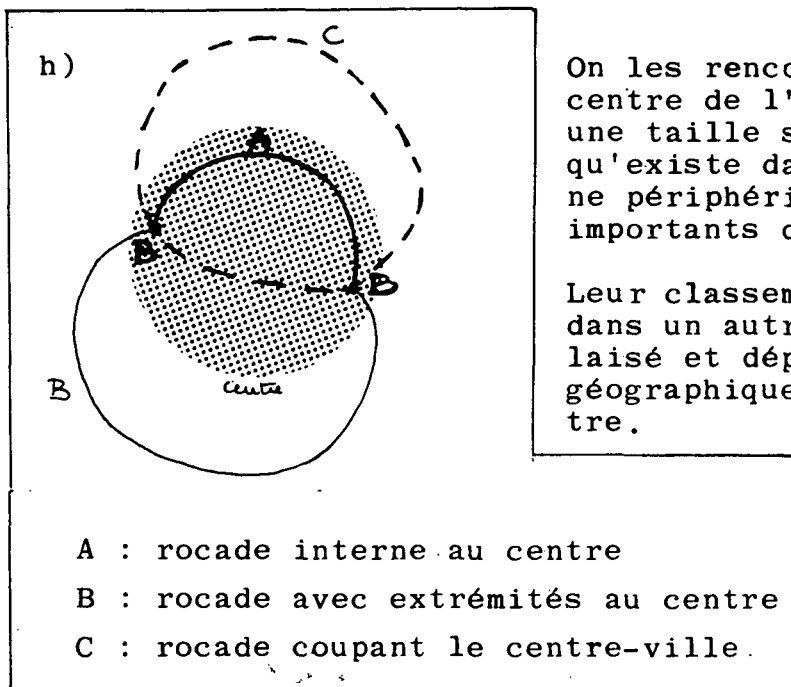 h)
C
A
B
B
B
centre
On les renco
centre de l'
une taille s
qu'existe da
ne périphéri
importants d
Leur classem
dans un autr
laisé et dép
géographique
tre.
A : rocade interne au centre
B : rocade avec extrémités au centre
C : rocade coupant le centre-ville